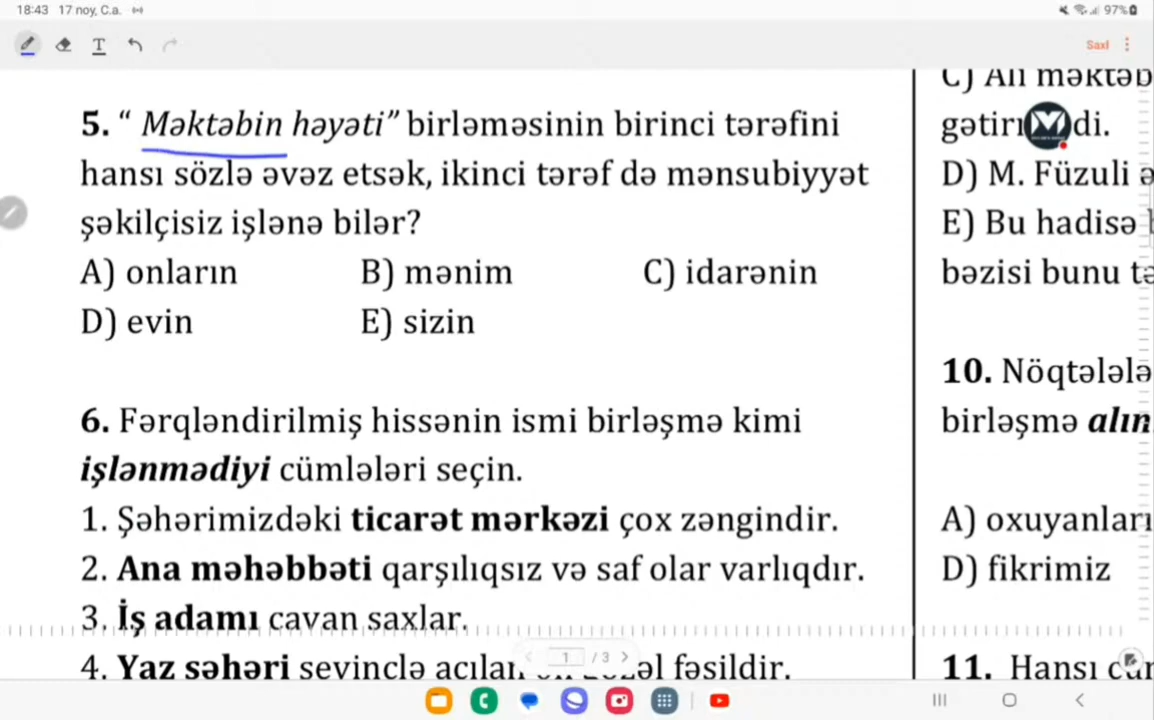 18:43 17 noy, C.a.
97%
T
Saxl
5. “ Məktəbin həyəti” birləməsinin birinci tərəfini
hansı sözlə əvəz etsək, ikinci tərəf də mənsubiyyət
şəkilçisiz işlənə bilər?
A) onların B) mənim C) idarənin
D) evin E) sizin
6. Fərqləndirilmiş hissənin ismi birləşmə kimi
işlənmədiyi cümlələri seçin.
1. Şəhərimizdəki ticarət mərkəzi çox zəngindir.
2. Ana məhəbbəti qarşılıqsız və saf olar varlıqdır.
3. İş adamı cavan saxlar.
4. Yaz səhəri sevinclə fəsildir.
1 / 3
C) Ali məktəb
di.
D) M. Füzuli ə
E) Bu hadisə
bəzisi bunu tə
10. Nöqtələlə
birləşmə alın
A) oxuyanları
D) fikrimiz
11. Hansı